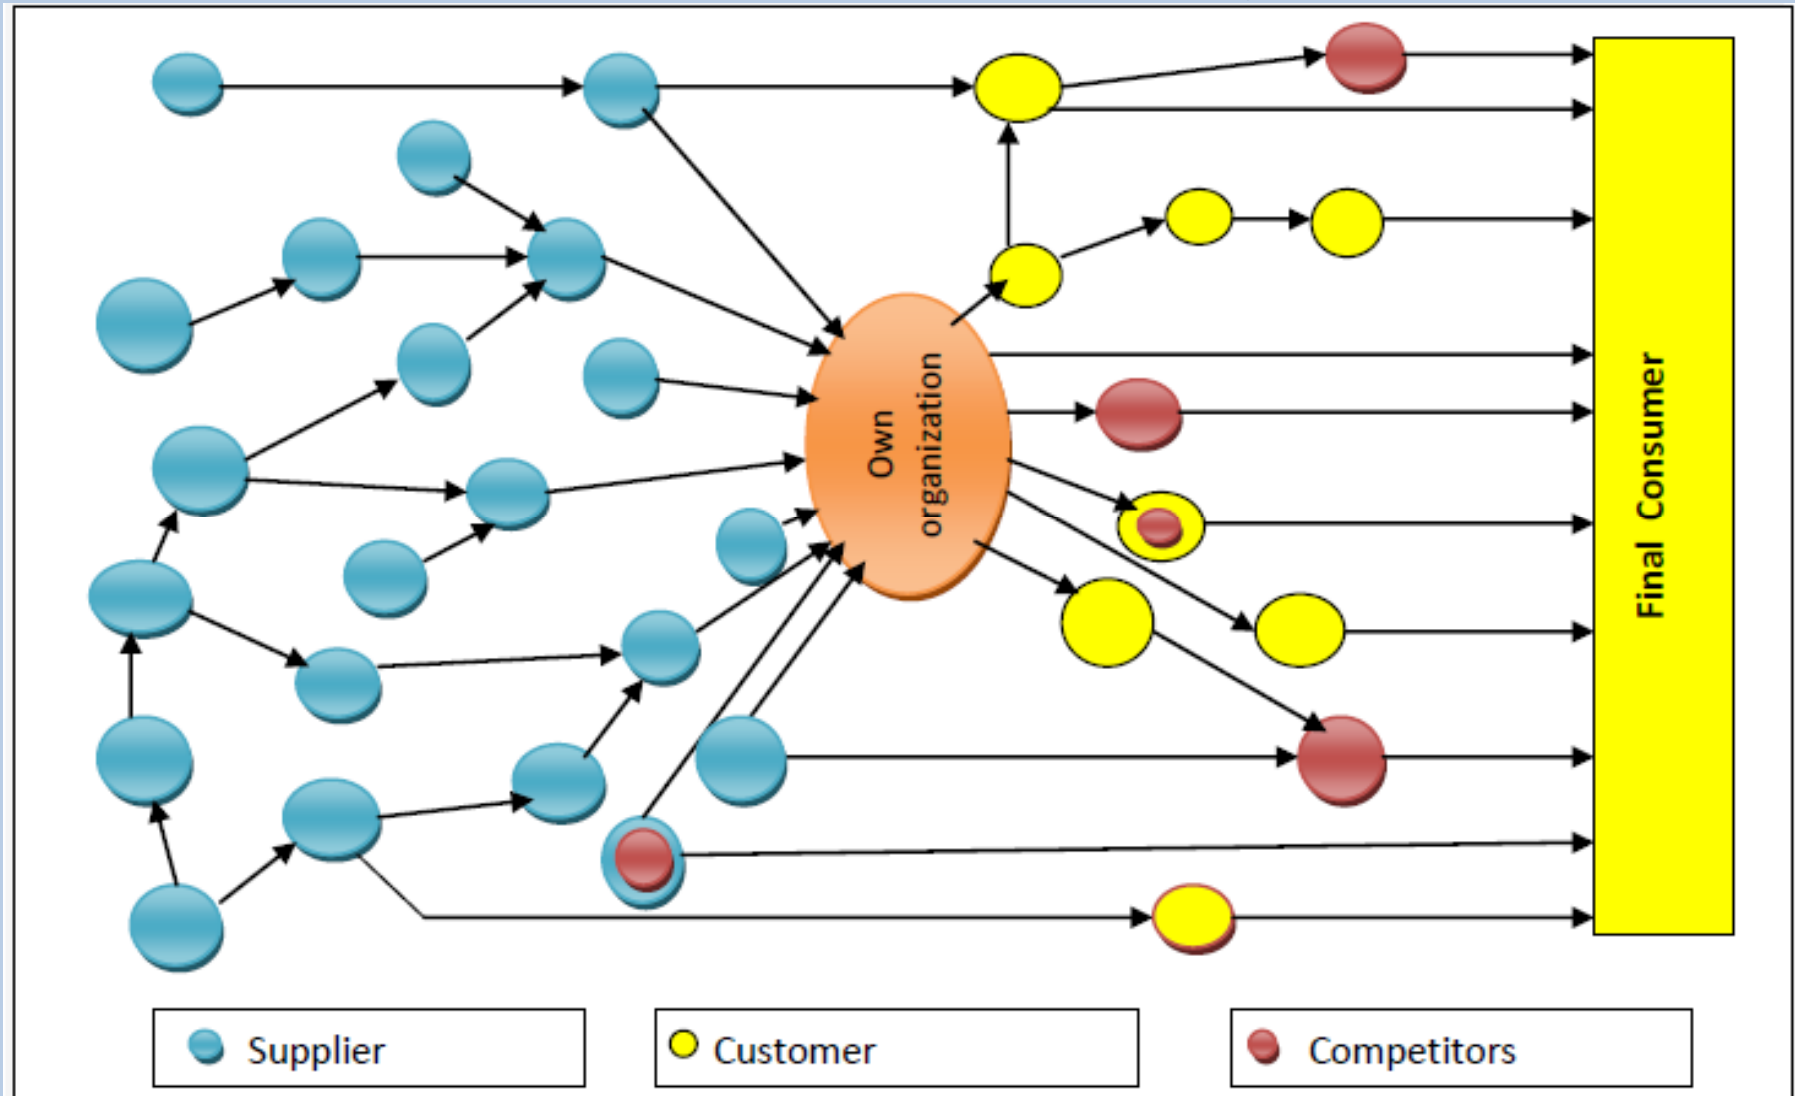 Own
organization
Final Consumer
Supplier
Customer
Competitors